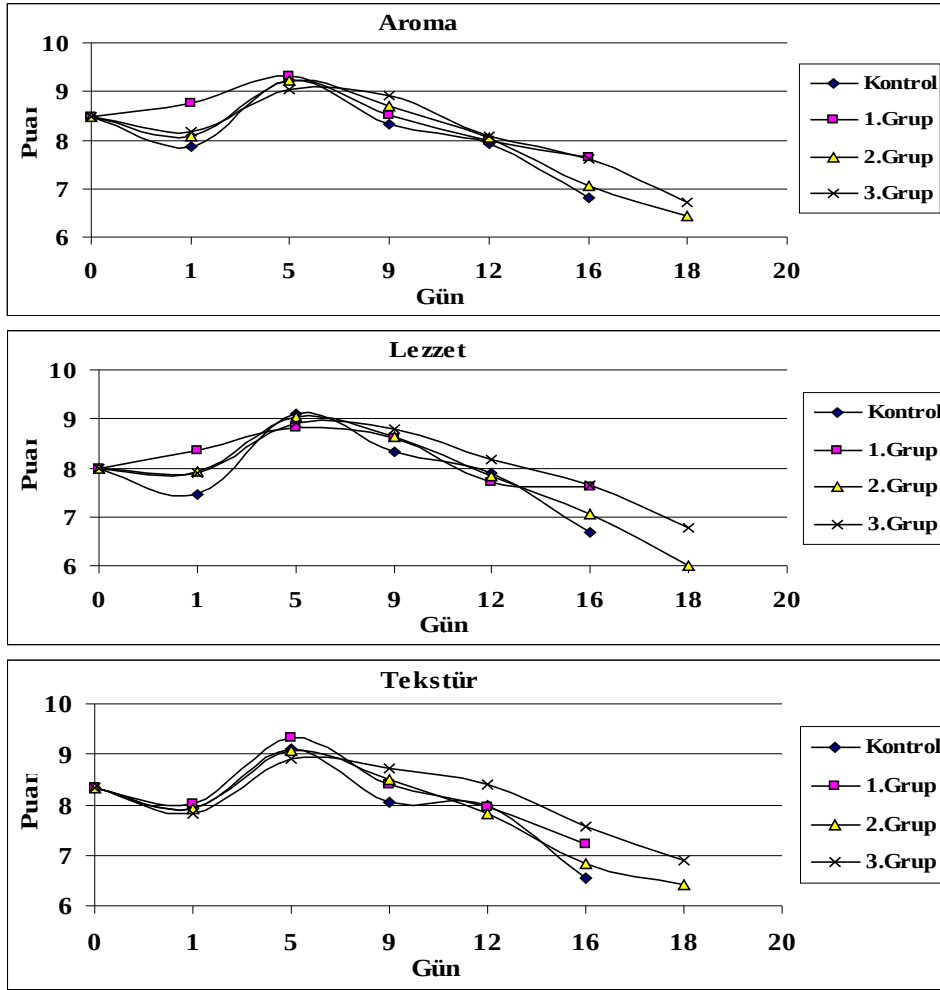 Aroma
10
9
8
7
6
Puan
0 1 5 9 12 16 18 20
Gün
Kontrol
1.Grup
2.Grup
3.Grup
Lezzet
10
9
8
7
6
Puan
0 1 5 9 12 16 18 20
Gün
Kontrol
1.Grup
2.Grup
3.Grup
Tekstür
10
9
8
7
6
Puan
0 1 5 9 12 16 18 20
Gün
Kontrol
1.Grup
2.Grup
3.Grup